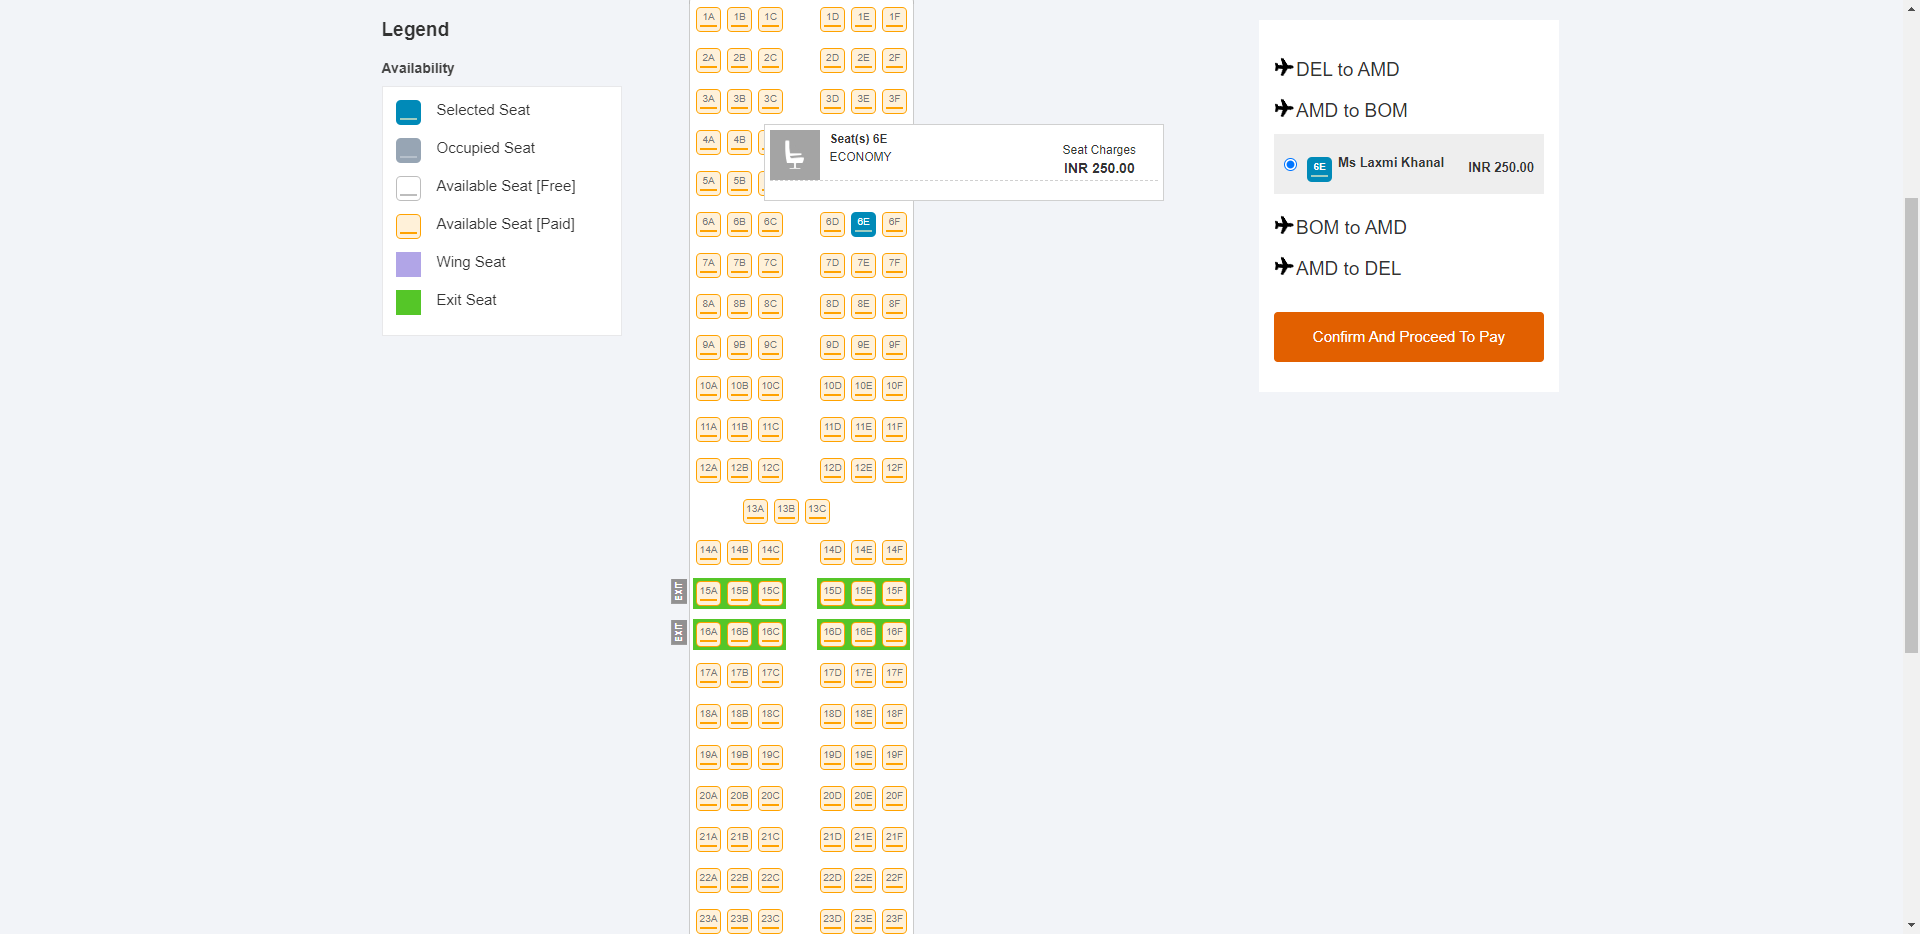 Legend
Availability
Selected Seat
Occupied Seat
Available Seat [Free]
Available Seat [Paid]
Wing Seat
Exit Seat
1A 1B 1C 1D 1E 1F
2A 2B 2C 2D 2E 2F
3A 3B 3C 3D 3E 3F
4A 4B
Seat(s) 6E
ECONOMY
Seat Charges
INR 250.00
5A 5B
6A 6B 6C 6D 6E 6F
7A 7B 7C 7D 7E 7F
8A 8B 8C 8D 8E 8F
9A 9B 9C 9D 9E 9F
10A 10B 10C 10D 10E 10F
11A 11B 11C 11D 11E 11F
12A 12B 12C 12D 12E 12F
13A 13B 13C
14A 14B 14C 14D 14E 14F
EXIT 15A 15B 15C 15D 15E 15F
EXIT 16A 16B 16C 16D 16E 16F
17A 17B 17C 17D 17E 17F
18A 18B 18C 18D 18E 18F
19A 19B 19C 19D 19E 19F
20A 20B 20C 20D 20E 20F
21A 21B 21C 21D 21E 21F
22A 22B 22C 22D 22E 22F
23A 23B 23C 23D 23E 23F
DEL to AMD
AMD to BOM
6E Ms Laxmi Khanal INR 250.00
BOM to AMD
AMD to DEL
Confirm And Proceed To Pay